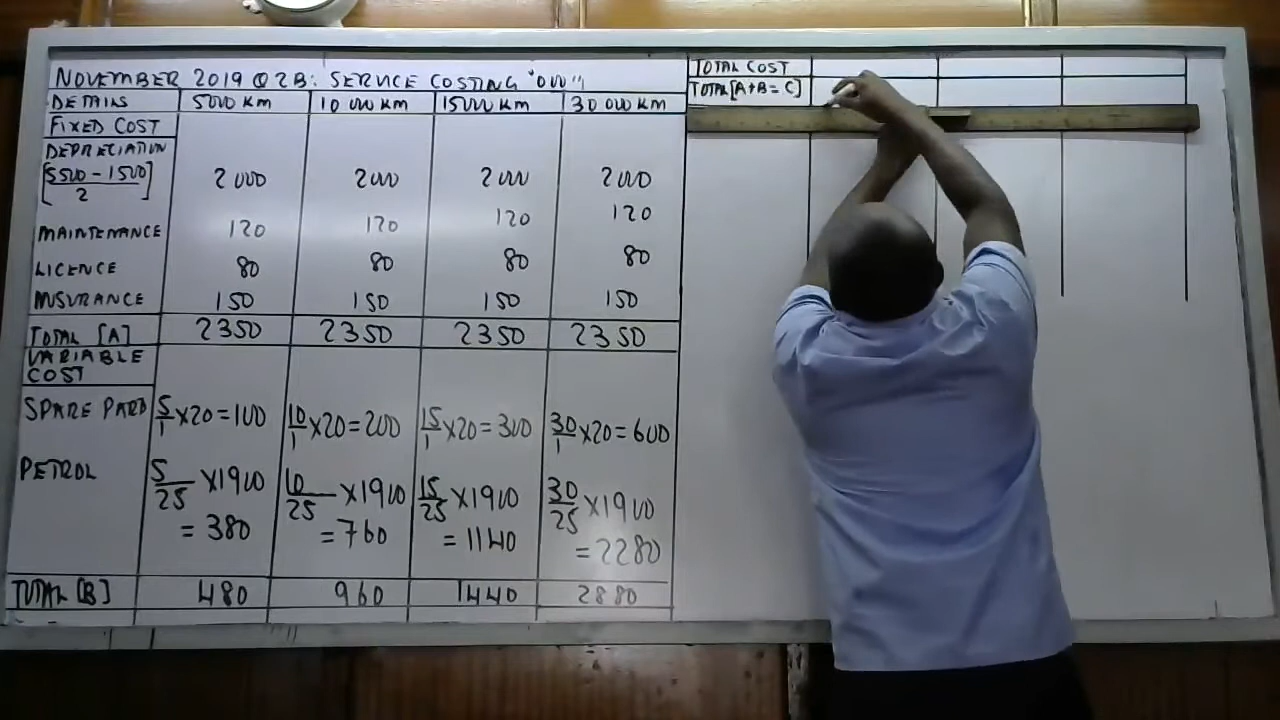 NOVEMBER 2019 Q2B: SERVICE COSTING "000"
DETAILS 5000 KM 10 000 KM 15000 KM 30 000 KM
FIXED COST
DEPRECIATION
[5500 - 1500 / 2] 2000 2000 2000 2000
MAINTENANCE 120 120 120 120
LICENCE 80 80 80 80
INSURANCE 150 150 150 150
TOTAL [A] 2350 2350 2350 2350
VARIABLE
COST
SPARE PARTS 5/1 X20=100 10/1 X20=200 15/1 X20=300 30/1 X20=600
PETROL 5/25 X1900 10/25 X1900 15/25 X1900 30/25 X1900
= 380 = 760 = 1140 = 2280
TOTAL [B] 480 960 1440 2880
TOTAL COST
TOTAL [A+B = C]